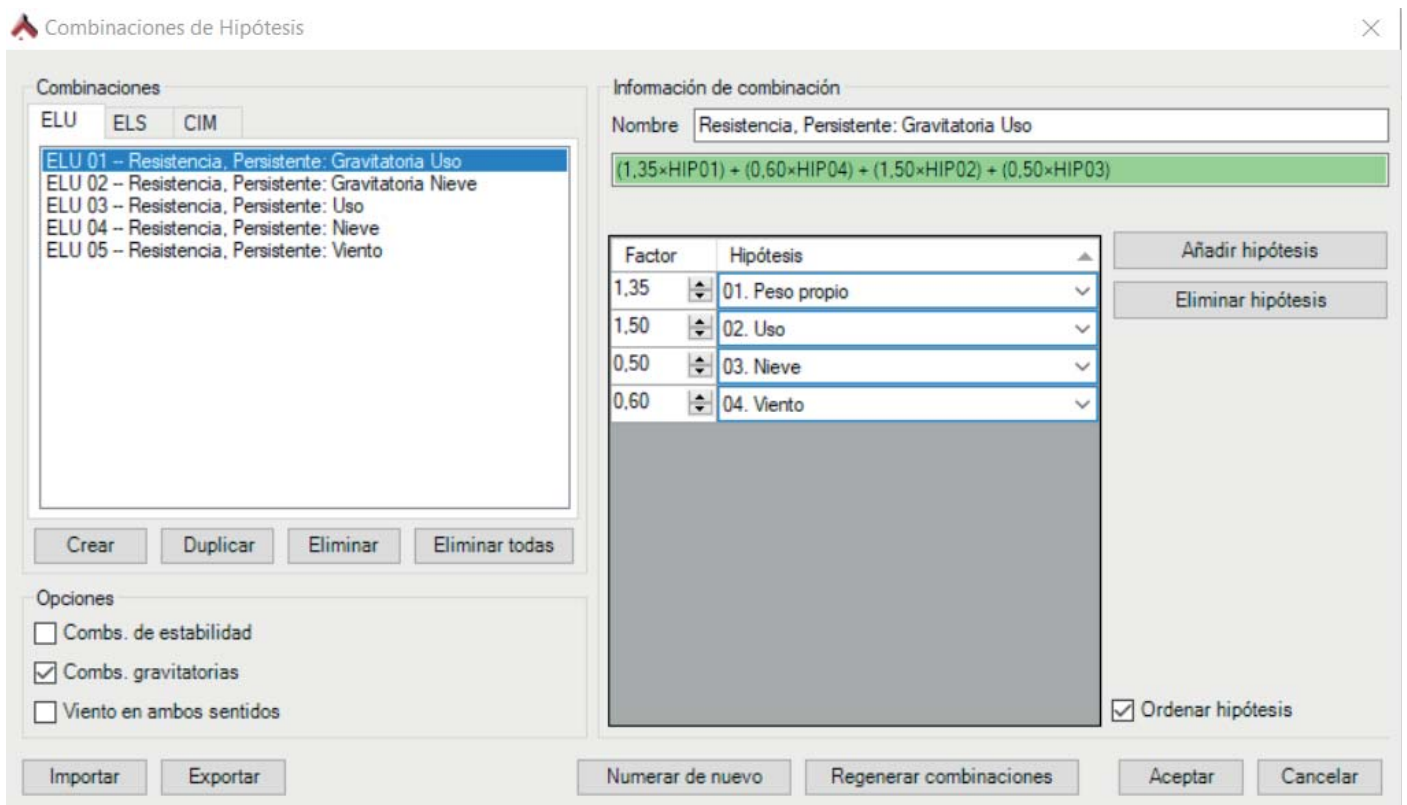 Combinaciones de Hipótesis
Combinaciones
ELU ELS CIM
ELU 01 -- Resistencia, Persistente: Gravitatoria Uso
ELU 02 -- Resistencia, Persistente: Gravitatoria Nieve
ELU 03 -- Resistencia, Persistente: Uso
ELU 04 -- Resistencia, Persistente: Nieve
ELU 05 -- Resistencia, Persistente: Viento
Crear Duplicar Eliminar Eliminar todas
Opciones
Combs. de estabilidad
Combs. gravitatorias
Viento en ambos sentidos
Información de combinación
Nombre Resistencia, Persistente: Gravitatoria Uso
(1,35×HIP01) + (0,60×HIP04) + (1,50×HIP02) + (0,50×HIP03)
Factor Hipótesis
1,35 01. Peso propio
1,50 02. Uso
0,50 03. Nieve
0,60 04. Viento
Añadir hipótesis
Eliminar hipótesis
Ordenar hipótesis
Importar Exportar Numerar de nuevo Regenerar combinaciones Aceptar Cancelar